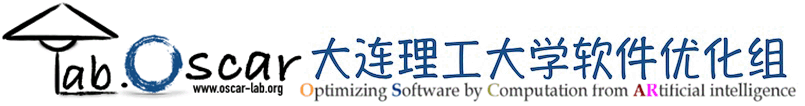 Lab.Oscar 大连理工大学软件优化组
www.oscar-lab.org
Optimizing Software by Computation from ARtificial intelligence